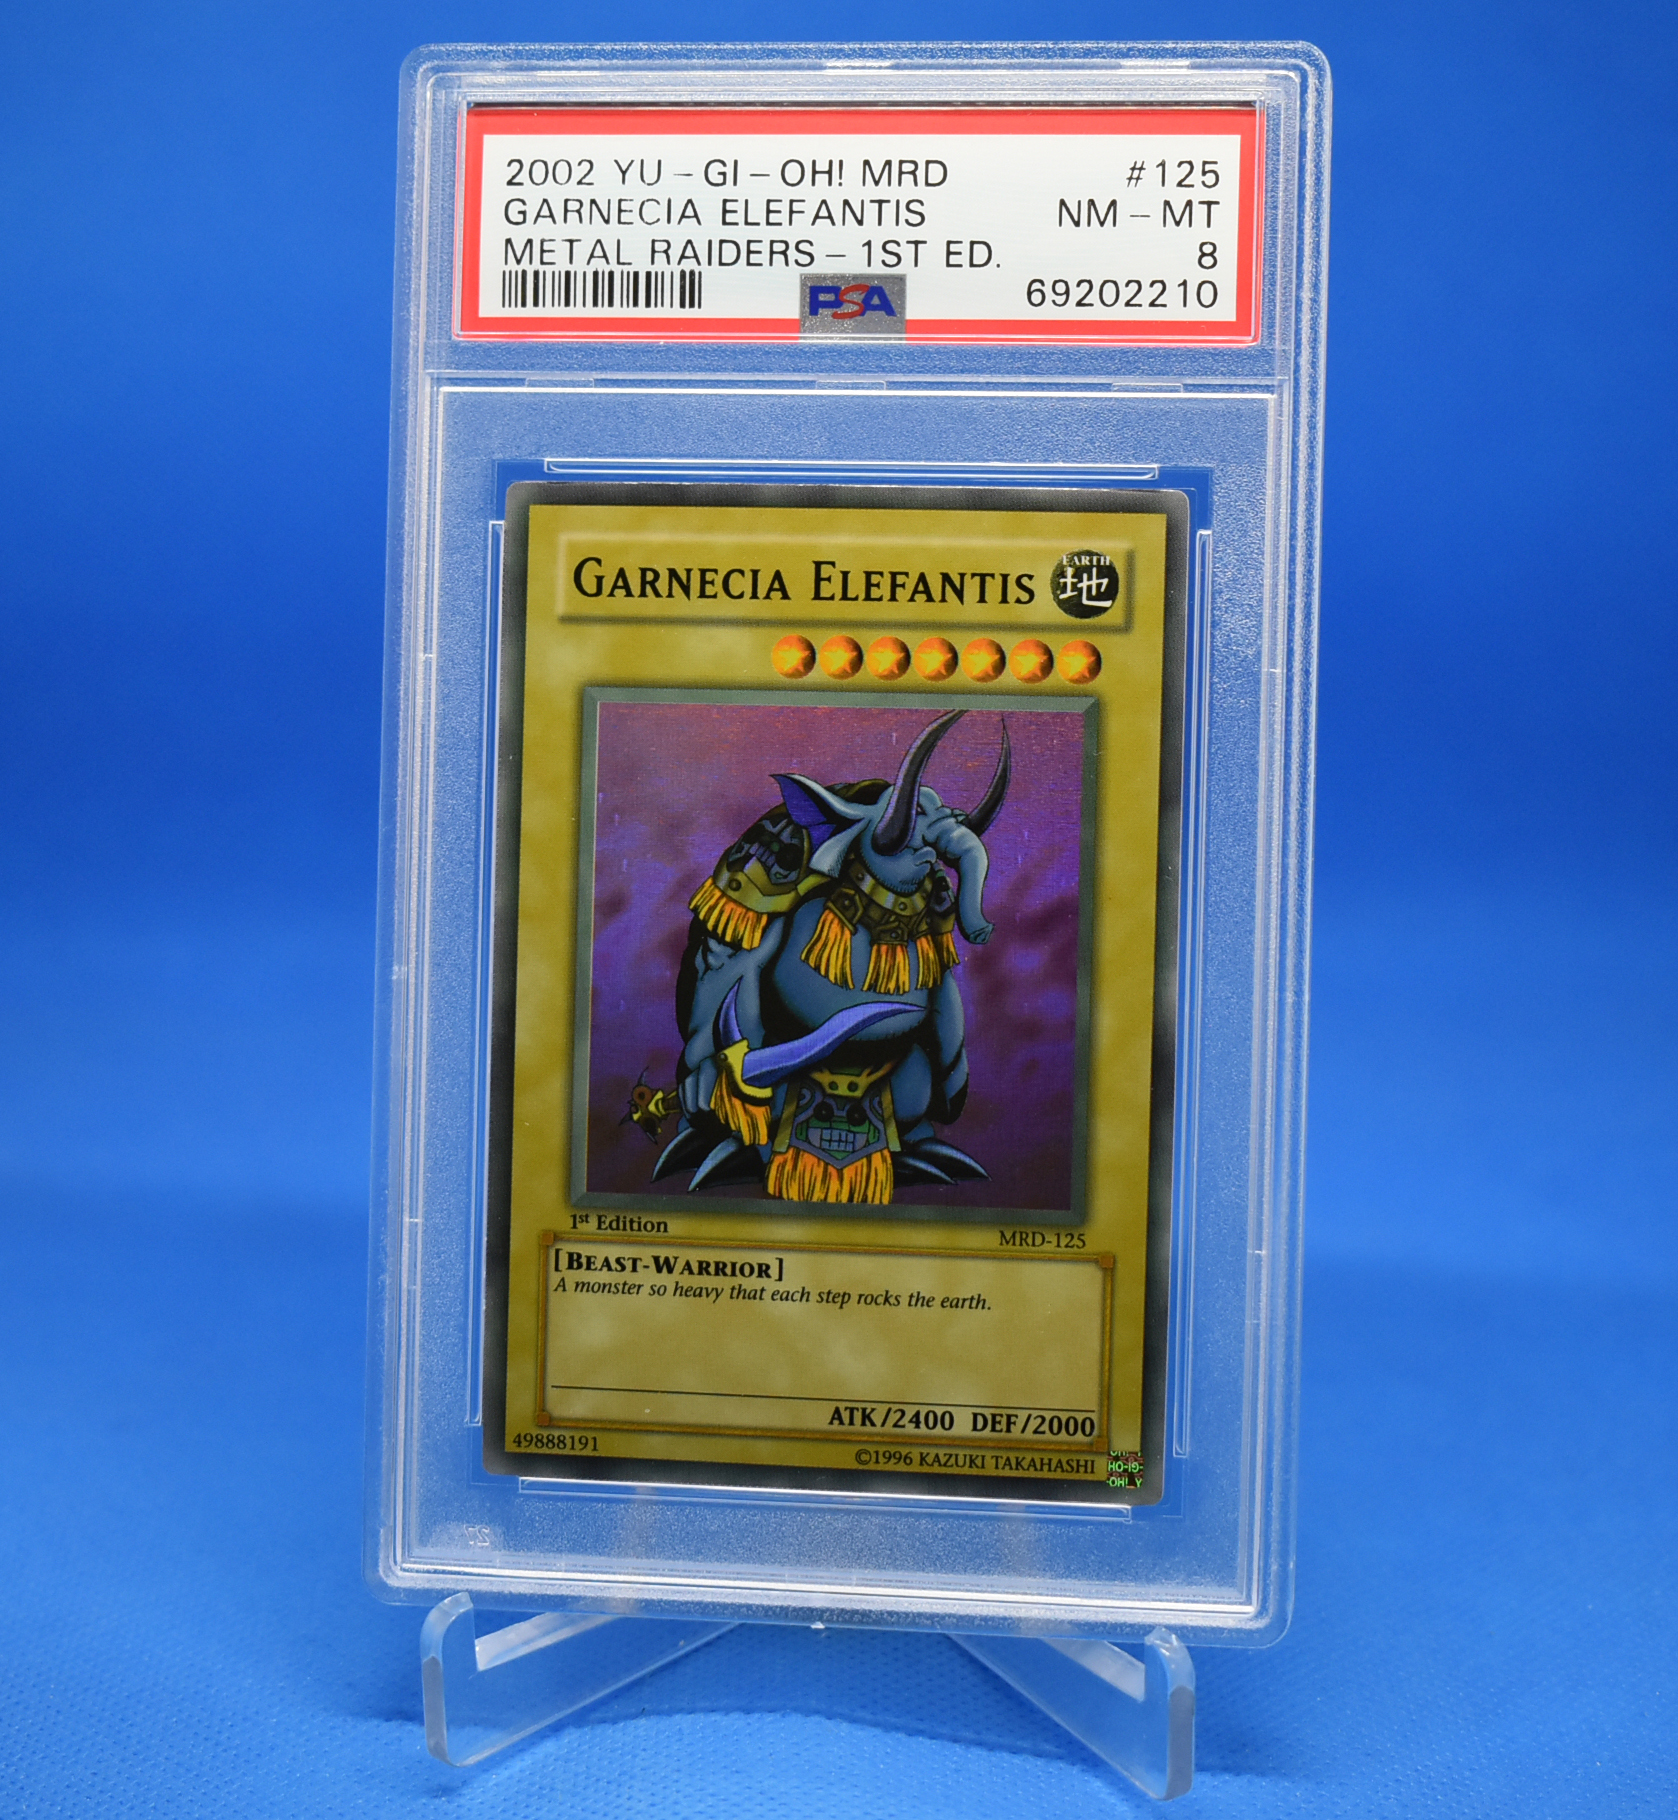 2002 YU-GI-OH! MRD #125
GARNECIA ELEFANTIS NM-MT
METAL RAIDERS-1ST ED. 8
PSA 69202210
GARNECIA ELEFANTIS
EARTH
地
1st Edition
MRD-125
[BEAST-WARRIOR]
A monster so heavy that each step rocks the earth.
ATK/2400 DEF/2000
49888191 ©1996 KAZUKI TAKAHASHI